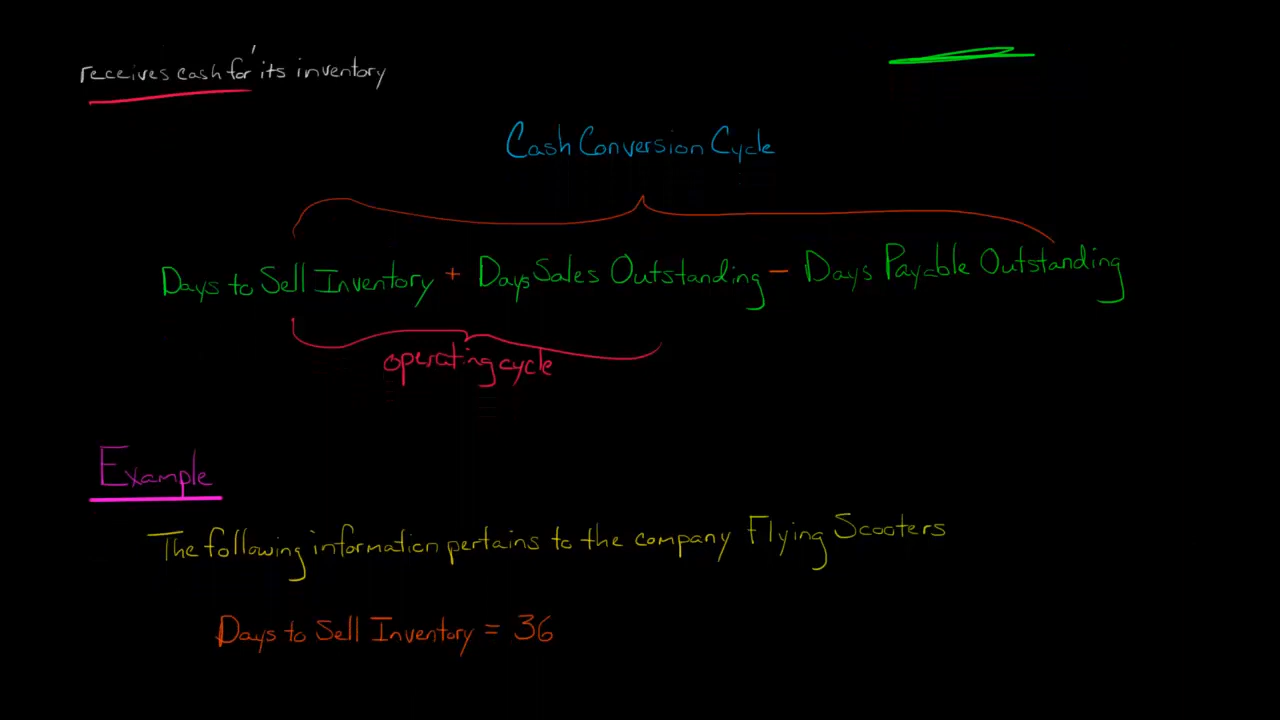 receives cash for its inventory
Cash Conversion Cycle
Days to Sell Inventory + Days Sales Outstanding - Days Payable Outstanding
operating cycle
Example
The following information pertains to the company Flying Scooters
Days to Sell Inventory = 36